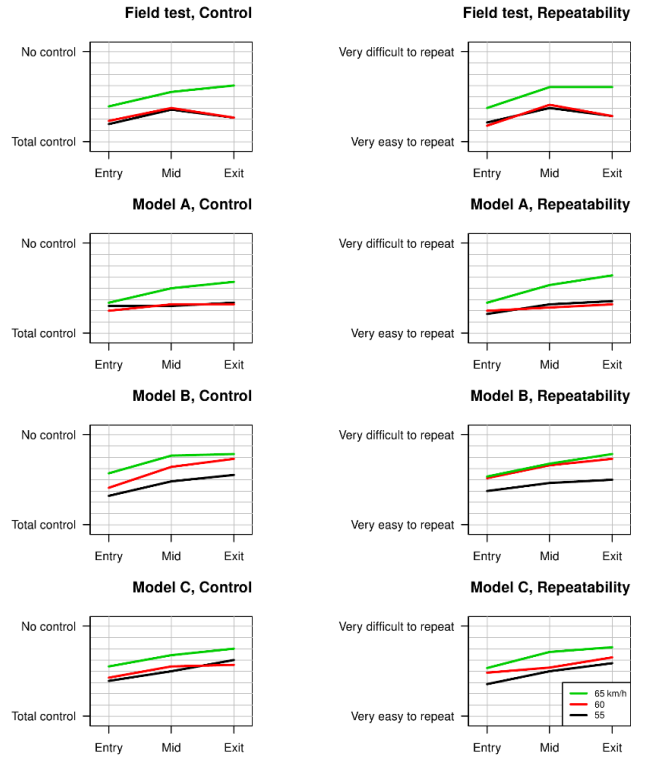 Field test, Control
No control
Total control
Entry Mid Exit
Field test, Repeatability
Very difficult to repeat
Very easy to repeat
Entry Mid Exit
Model A, Control
No control
Total control
Entry Mid Exit
Model A, Repeatability
Very difficult to repeat
Very easy to repeat
Entry Mid Exit
Model B, Control
No control
Total control
Entry Mid Exit
Model B, Repeatability
Very difficult to repeat
Very easy to repeat
Entry Mid Exit
Model C, Control
No control
Total control
Entry Mid Exit
Model C, Repeatability
Very difficult to repeat
Very easy to repeat
65 km/h
60
55
Entry Mid Exit